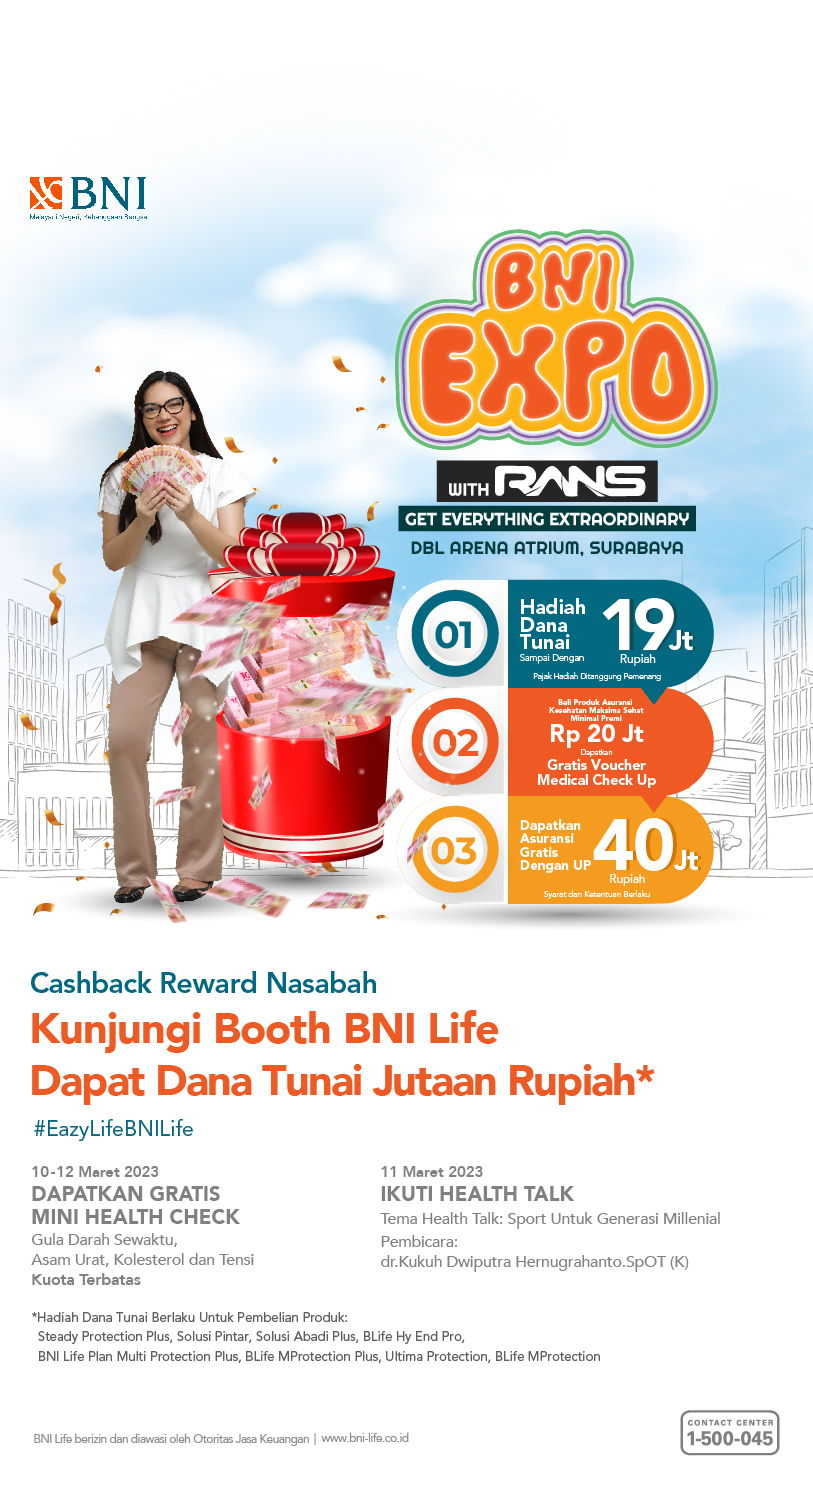 BNI
Melayani Negeri, Kebanggaan Bangsa
BNI
EXPO
WITH RANS
GET EVERYTHING EXTRAORDINARY
DBL ARENA ATRIUM, SURABAYA
01
Hadiah
Dana
Tunai
Sampai Dengan
19 Jt
Rupiah
Pajak Hadiah Ditanggung Pemenang
02
Beli Produk Asuransi
Kesehatan Maksima Sehat
Minimal Premi
Rp 20 Jt
Dapatkan
Gratis Voucher
Medical Check Up
03
Dapatkan
Asuransi
Gratis
Dengan UP
40 Jt
Rupiah
Syarat dan Ketentuan Berlaku
Cashback Reward Nasabah
Kunjungi Booth BNI Life
Dapat Dana Tunai Jutaan Rupiah*
#EazyLifeBNILife
10-12 Maret 2023
DAPATKAN GRATIS
MINI HEALTH CHECK
Gula Darah Sewaktu,
Asam Urat, Kolesterol dan Tensi
Kuota Terbatas
11 Maret 2023
IKUTI HEALTH TALK
Tema Health Talk: Sport Untuk Generasi Millenial
Pembicara:
dr.Kukuh Dwiputra Hernugrahanto.SpOT (K)
*Hadiah Dana Tunai Berlaku Untuk Pembelian Produk:
Steady Protection Plus, Solusi Pintar, Solusi Abadi Plus, BLife Hy End Pro,
BNI Life Plan Multi Protection Plus, BLife MProtection Plus, Ultima Protection, BLife MProtection
BNI Life berizin dan diawasi oleh Otoritas Jasa Keuangan | www.bni-life.co.id
CONTACT CENTER
1-500-045